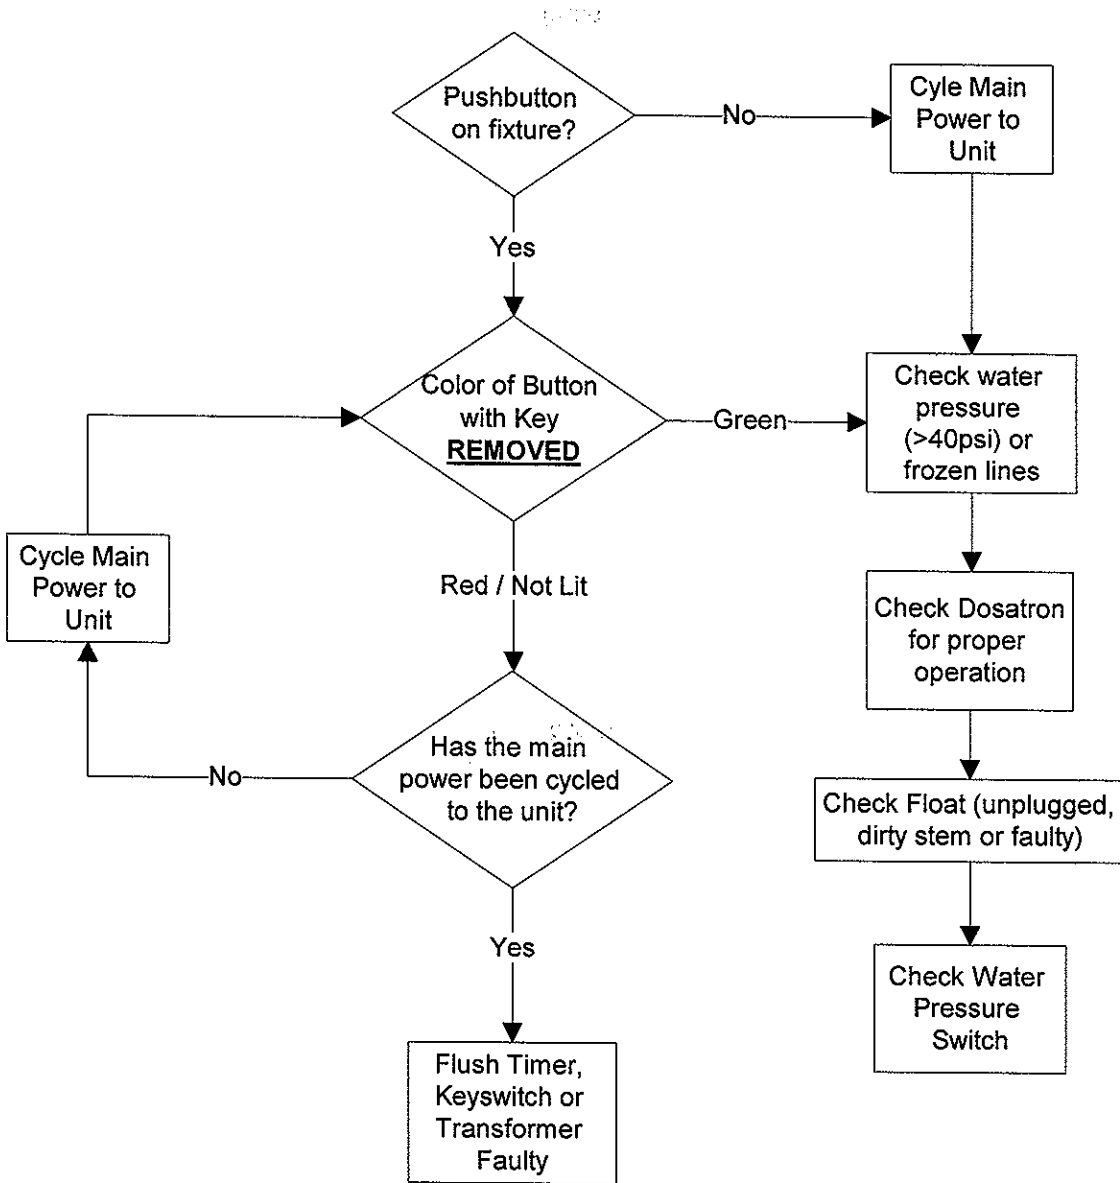 Pushbutton
on fixture?
No
Cyle Main
Power to
Unit
Yes
Color of Button
with Key
REMOVED
Green
Check water
pressure
(>40psi) or
frozen lines
Cycle Main
Power to
Unit
Red / Not Lit
Check Dosatron
for proper
operation
Has the main
power been cycled
to the unit?
No
Check Float (unplugged,
dirty stem or faulty)
Yes
Check Water
Pressure
Switch
Flush Timer,
Keyswitch or
Transformer
Faulty